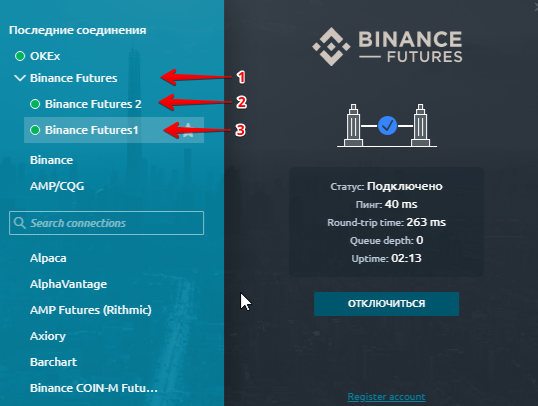 Последние соединения
OKEx
Binance Futures
1
Binance Futures 2
2
Binance Futures1
3
Binance
AMP/CQG
Search connections
Alpaca
AlphaVantage
AMP Futures (Rithmic)
Axiory
Barchart
Binance COIN-M Futu...
BINANCE
FUTURES
Статус: Подключено
Пинг: 40 ms
Round-trip time: 263 ms
Queue depth: 0
Uptime: 02:13
ОТКЛЮЧИТЬСЯ
Register account